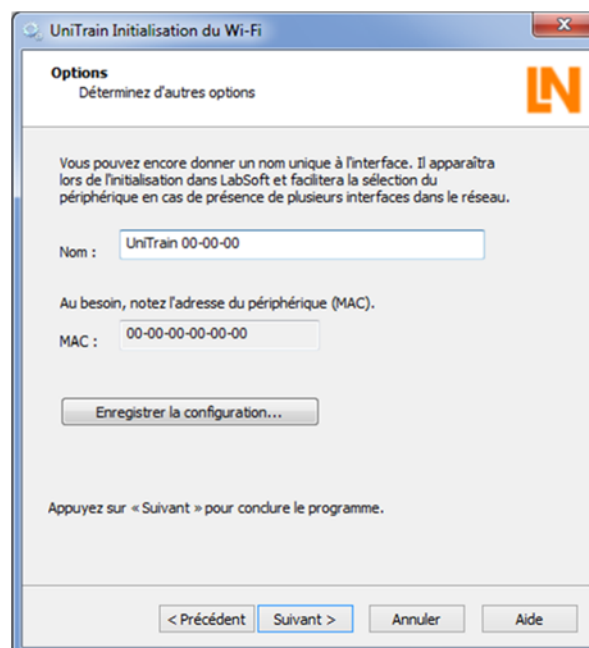 UniTrain Initialisation du Wi-Fi
Options
Déterminez d'autres options
LN
Vous pouvez encore donner un nom unique à l'interface. Il apparaîtra
lors de l'initialisation dans LabSoft et facilitera la sélection du
périphérique en cas de présence de plusieurs interfaces dans le réseau.
Nom : UniTrain 00-00-00
Au besoin, notez l'adresse du périphérique (MAC).
MAC : 00-00-00-00-00-00
Enregistrer la configuration...
Appuyez sur « Suivant » pour conclure le programme.
< Précédent Suivant > Annuler Aide